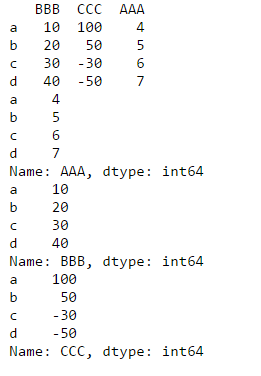 BBB  CCC  AAA
a   10  100    4
b   20   50    5
c   30  -30    6
d   40  -50    7
a    4
b    5
c    6
d    7
Name: AAA, dtype: int64
a    10
b    20
c    30
d    40
Name: BBB, dtype: int64
a    100
b     50
c    -30
d    -50
Name: CCC, dtype: int64